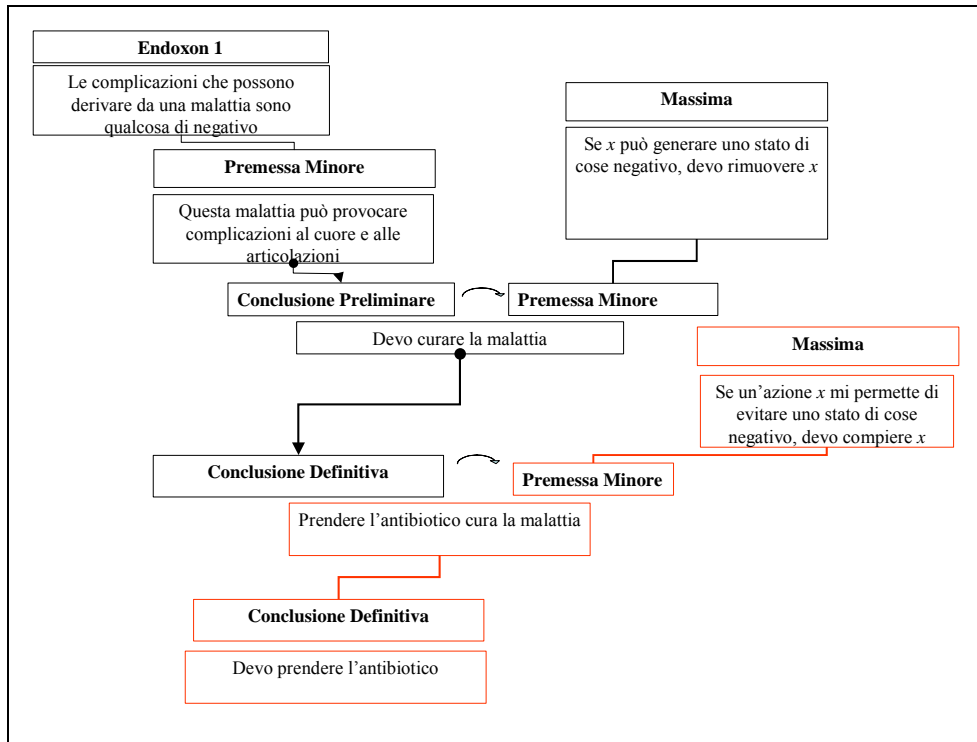 Endoxon 1
Le complicazioni che possono
derivare da una malattia sono
qualcosa di negativo
Massima
Se x può generare uno stato di
cose negativo, devo rimuovere x
Premessa Minore
Questa malattia può provocare
complicazioni al cuore e alle
articolazioni
Conclusione Preliminare
Premessa Minore
Devo curare la malattia
Massima
Se un’azione x mi permette di
evitare uno stato di cose
negativo, devo compiere x
Conclusione Definitiva
Premessa Minore
Prendere l’antibiotico cura la malattia
Conclusione Definitiva
Devo prendere l’antibiotico